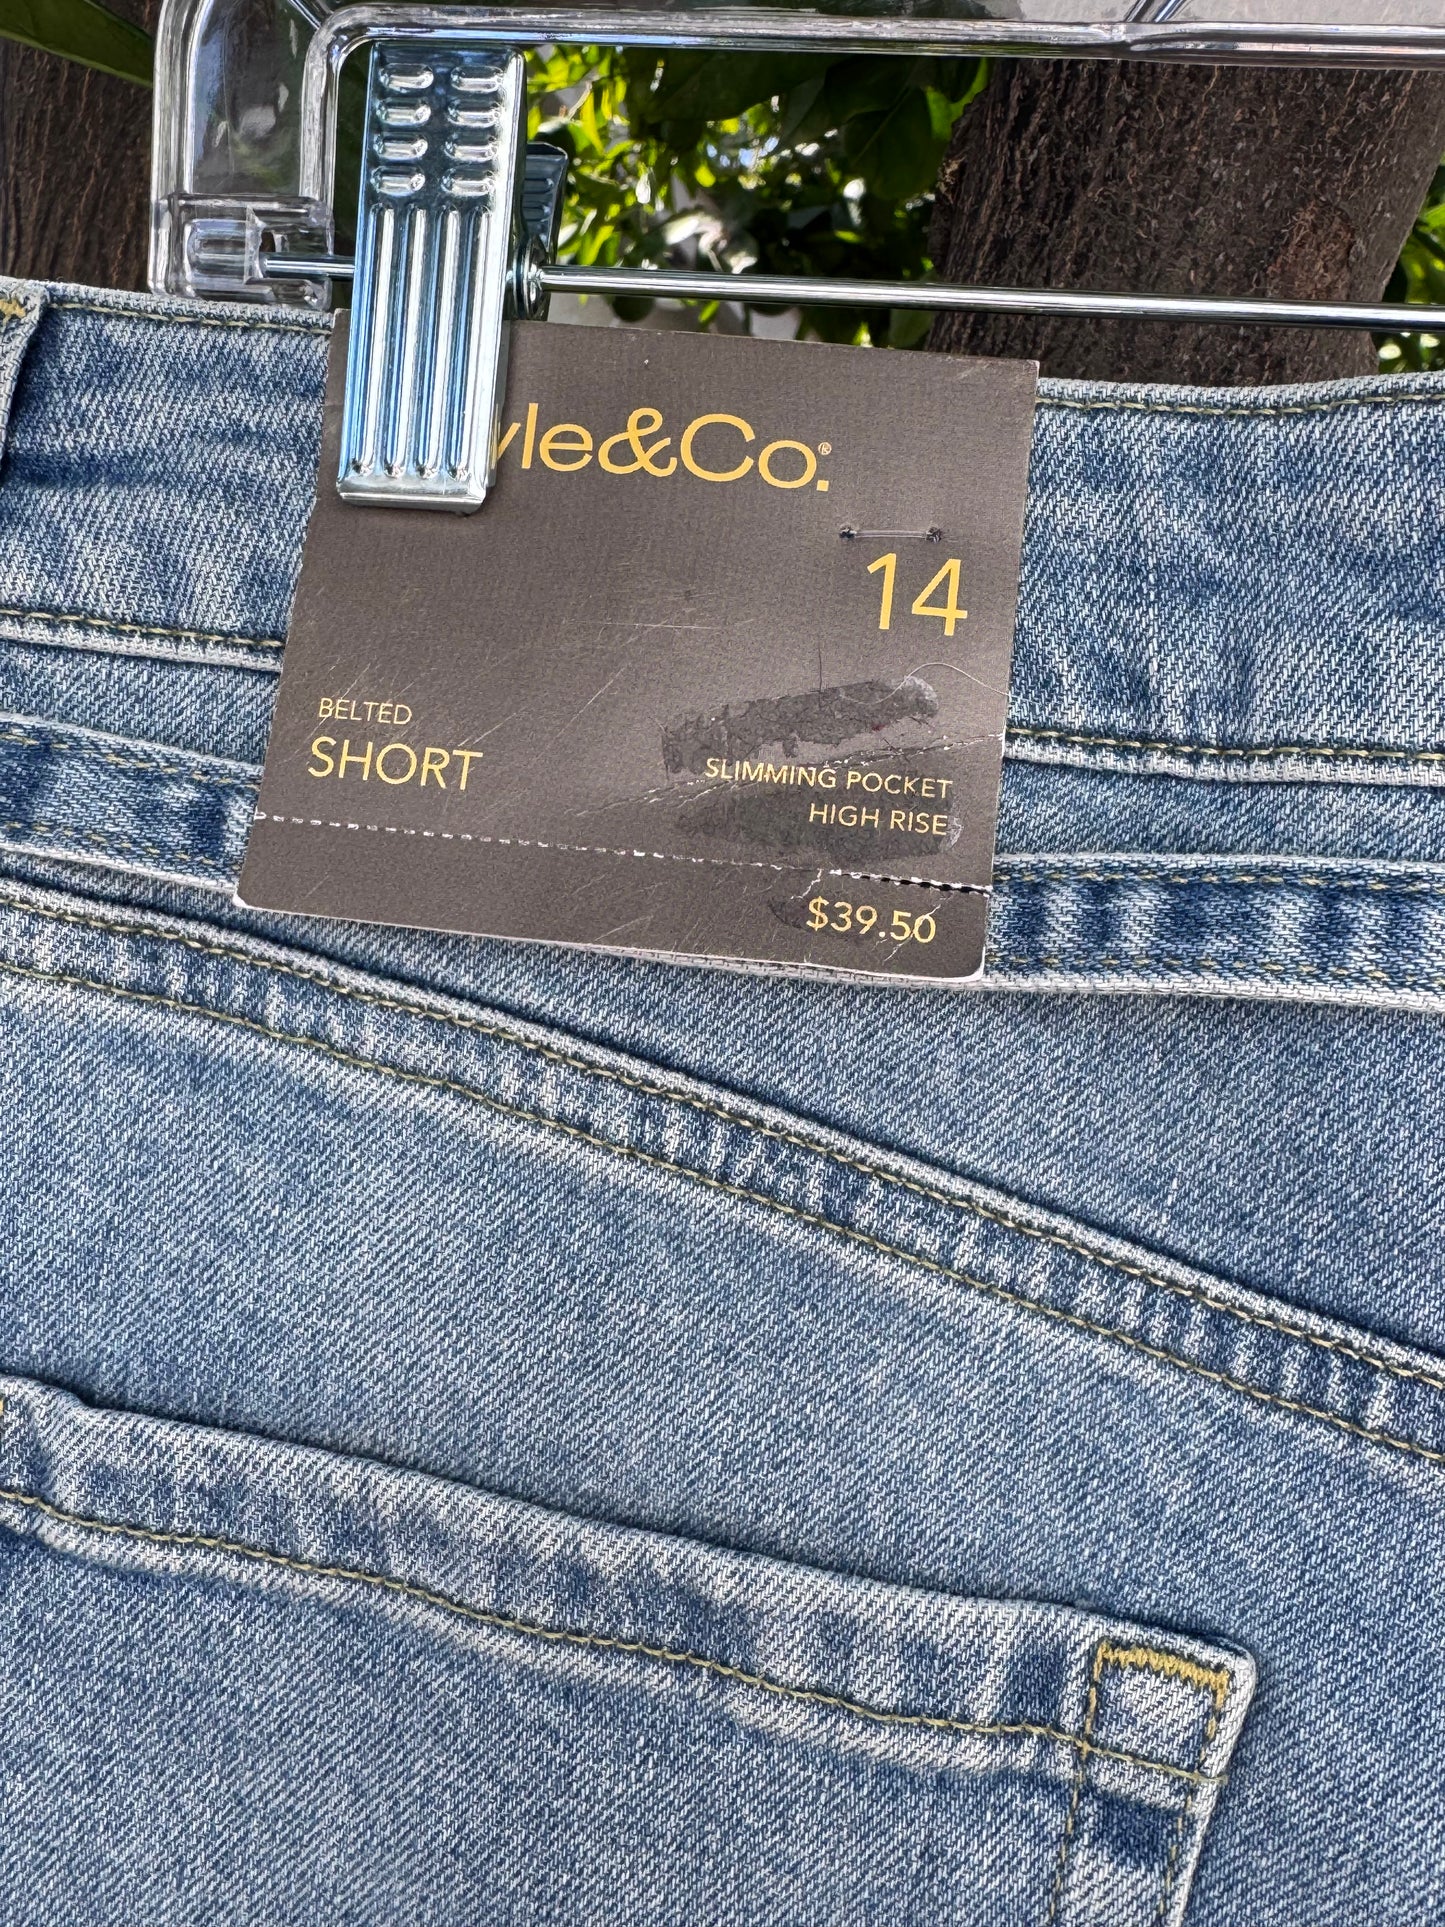 yle&Co.®
14
BELTED
SHORT
SLIMMING POCKET
HIGH RISE
$39.50